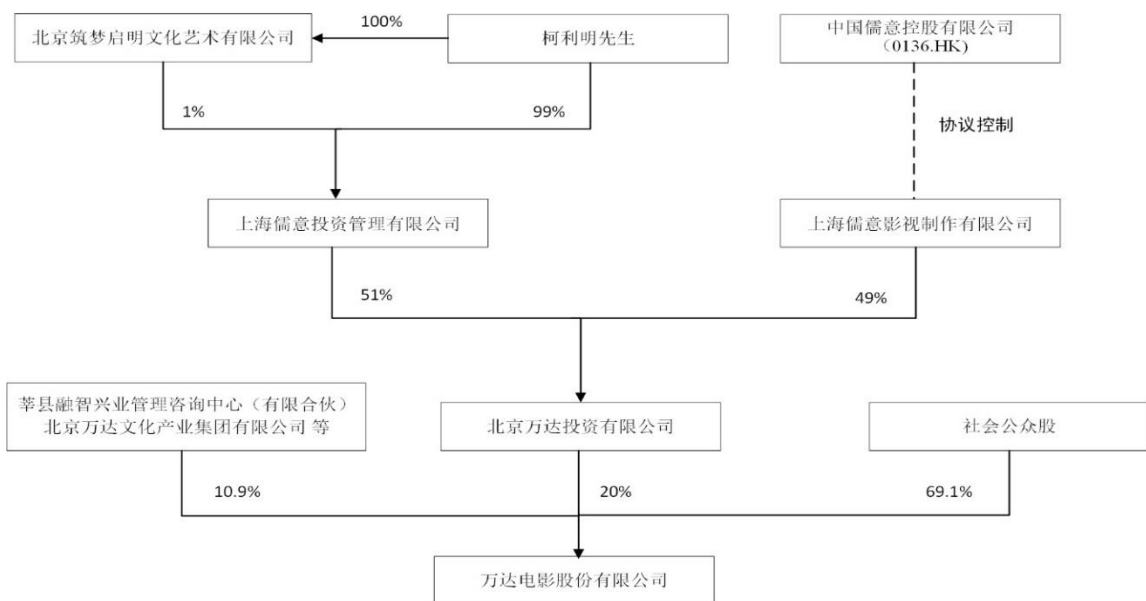 北京筑梦启明文化艺术有限公司
100%
柯利明先生
中国儒意控股有限公司
（0136.HK)
1%
99%
协议控制
上海儒意投资管理有限公司
上海儒意影视制作有限公司
51%
49%
莘县融智兴业管理咨询中心（有限合伙）
北京万达文化产业集团有限公司 等
北京万达投资有限公司
社会公众股
10.9%
20%
69.1%
万达电影股份有限公司